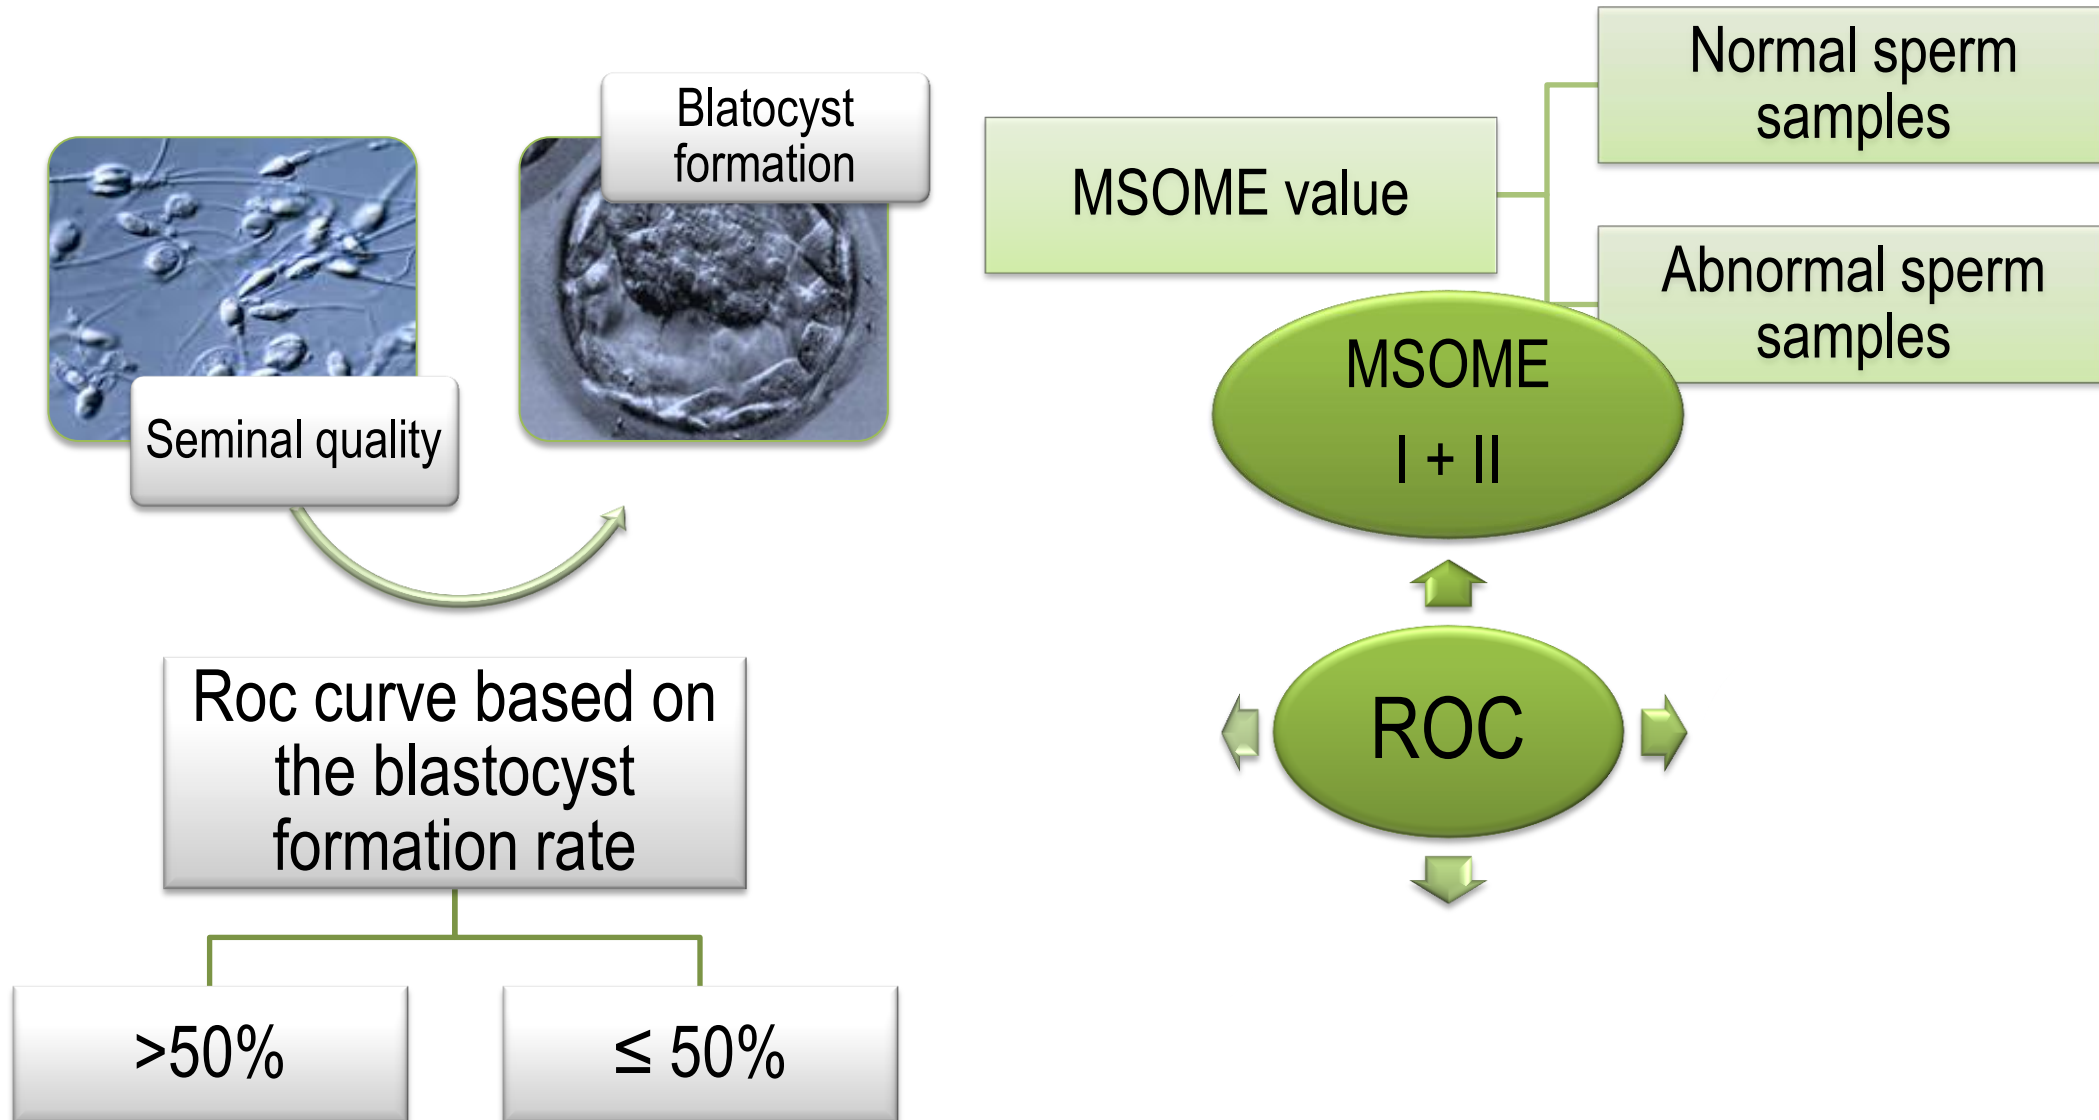 Blatocyst
formation
Seminal quality
Roc curve based on
the blastocyst
formation rate
>50%
≤ 50%
MSOME value
Normal sperm
samples
Abnormal sperm
samples
MSOME
I + II
ROC